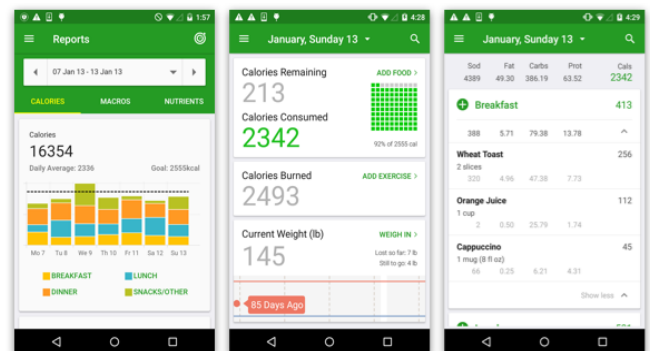 1:57
Reports
07 Jan 13 - 13 Jan 13
CALORIES MACROS NUTRIENTS
Calories
16354
Daily Average: 2336 Goal: 2555kcal
Mo 7 Tu 8 We 9 Th 10 Fr 11 Sa 12 Su 13
BREAKFAST LUNCH
DINNER SNACKS/OTHER
4:28
January, Sunday 13
Calories Remaining ADD FOOD >
213
Calories Consumed
2342
92% of 2555 cal
Calories Burned ADD EXERCISE >
2493
Current Weight (lb) WEIGH IN >
145
Lost so far: 7 lb
Still to go: 4 lb
85 Days Ago
4:29
January, Sunday 13
Sod Fat Carbs Prot Cals
4389 49.30 386.19 63.52 2342
Breakfast 413
388 5.71 79.38 13.78
Wheat Toast 256
2 slices
320 4.96 47.38 7.73
Orange Juice 112
1 cup
2 0.50 25.79 1.74
Cappuccino 45
1 mug (8 fl oz)
66 0.25 6.21 4.31
Show less